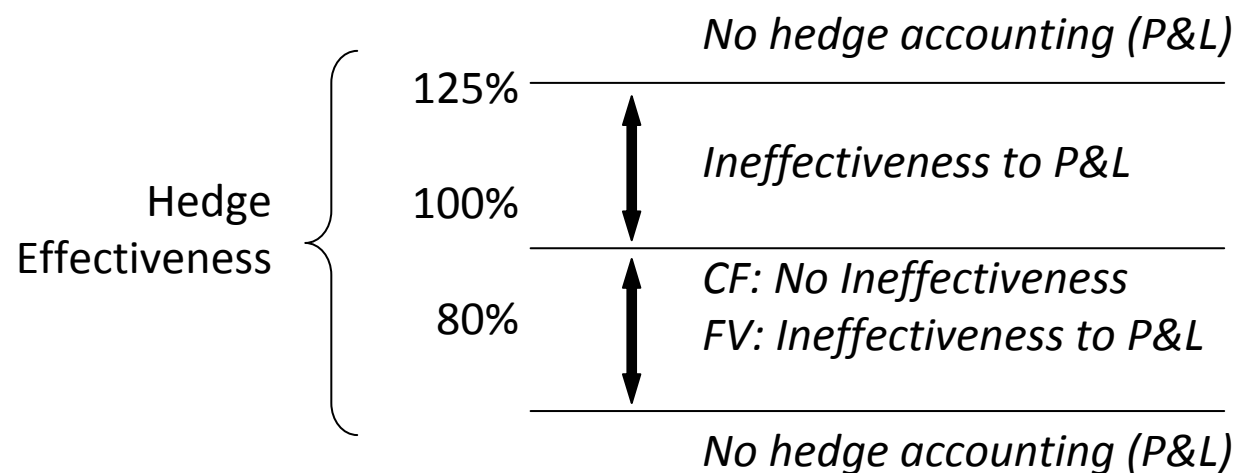 No hedge accounting (P&L)
125%
Ineffectiveness to P&L
100%
Hedge
Effectiveness
CF: No Ineffectiveness
80%
FV: Ineffectiveness to P&L
No hedge accounting (P&L)